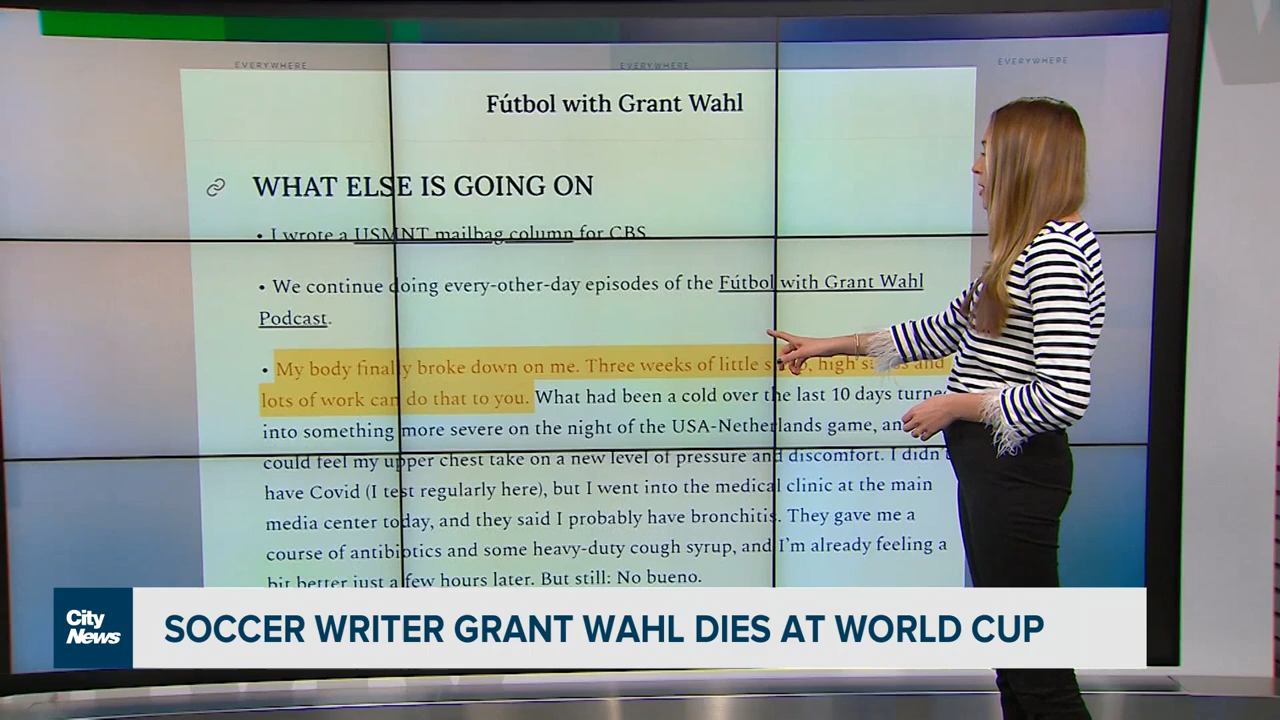 EVERYWHERE EVERYWHERE EVERYWHERE
Fútbol with Grant Wahl
WHAT ELSE IS GOING ON
• I wrote a USMNT mailbag column for CBS.
• We continue doing every-other-day episodes of the Fútbol with Grant Wahl
Podcast.
• My body finally broke down on me. Three weeks of little and
lots of work can do that to you. What had been a cold over the last 10 days
into something more severe on the night of the USA-Netherlands game,
could feel my upper chest take on a new level of pressure and discomfort. I
have Covid (I test regularly here), but I went into the medical clinic at the main
media center today, and they said I probably have bronchitis. They gave me a
course of antibiotics and some heavy-duty cough syrup, and I'm already feeling a
bit better just a few hours later. But still: No bueno.
City
News
SOCCER WRITER GRANT WAHL DIES AT WORLD CUP